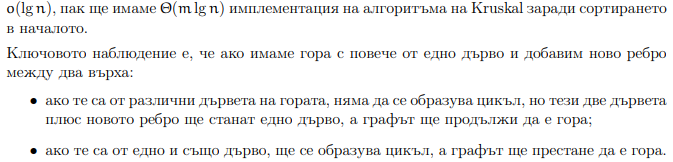 o(lg n), пак ще имаме Θ(m lg n) имплементация на алгоритъма на Kruskal заради сортирането
в началото.
Ключовото наблюдение е, че ако имаме гора с повече от едно дърво и добавим ново ребро
между два върха:
• ако те са от различни дървета на гората, няма да се образува цикъл, но тези две дървета
плюс новото ребро ще станат едно дърво, а графът ще продължи да е гора;
• ако те са от едно и също дърво, ще се образува цикъл, а графът ще престане да е гора.